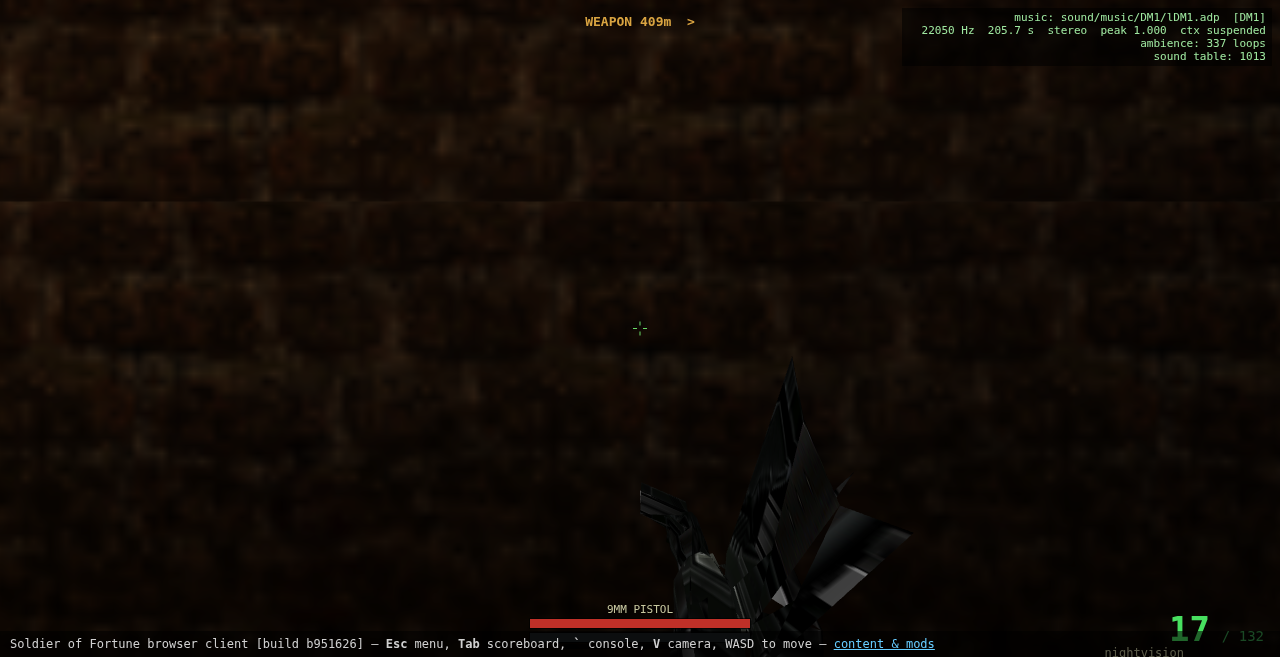 WEAPON 409m  >
music: sound/music/DM1/lDM1.adp  [DM1]
22050 Hz  205.7 s  stereo  peak 1.000  ctx suspended
ambience: 337 loops
sound table: 1013
9MM PISTOL
17 / 132
Soldier of Fortune browser client [build b951626] — Esc menu, Tab scoreboard, ` console, V camera, WASD to move — content & mods
nightvision